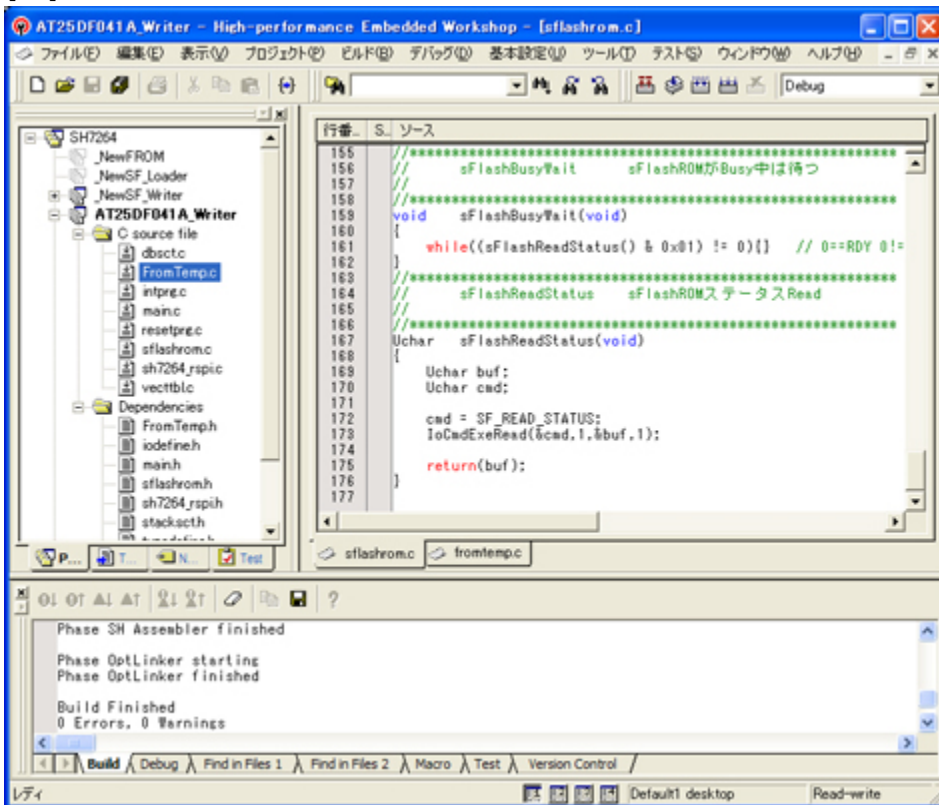 AT25DF041A_Writer - High-performance Embedded Workshop - [sflashrom.c]
ファイル(F) 編集(E) 表示(V) プロジェクト(P) ビルド(B) デバッグ(D) 基本設定(U) ツール(T) テスト(S) ウィンドウ(W) ヘルプ(H)
Debug
SH7264
_NewFROM
_NewSF_Loader
_NewSF_Writer
AT25DF041A_Writer
C source file
dbsct.c
FromTemp.c
intprg.c
main.c
resetprg.c
sflashrom.c
sh7264_rspi.c
vecttbl.c
Dependencies
FromTemp.h
iodefine.h
main.h
sflashrom.h
sh7264_rspi.h
stacksct.h
P... T... N... Test
行番... S.. ソース
155 //************************************************************
156 // sFlashBusyWait sFlashROMがBusy中は待つ
157 //
158 //************************************************************
159 void sFlashBusyWait(void)
160 {
161 while((sFlashReadStatus() & 0x01) != 0){} // 0==RDY 0!=
162 }
163 //************************************************************
164 // sFlashReadStatus sFlashROMステータスRead
165 //
166 //************************************************************
167 Uchar sFlashReadStatus(void)
168 {
169 Uchar buf;
170 Uchar cmd;
171
172 cmd = SF_READ_STATUS;
173 IoCmdExeRead(&cmd,1,&buf,1);
174
175 return(buf);
176 }
177
sflashrom.c fromtemp.c
Phase SH Assembler finished
Phase OptLinker starting
Phase OptLinker finished
Build Finished
0 Errors, 0 Warnings
Build Debug Find in Files 1 Find in Files 2 Macro Test Version Control
レディ Default1 desktop Read-write